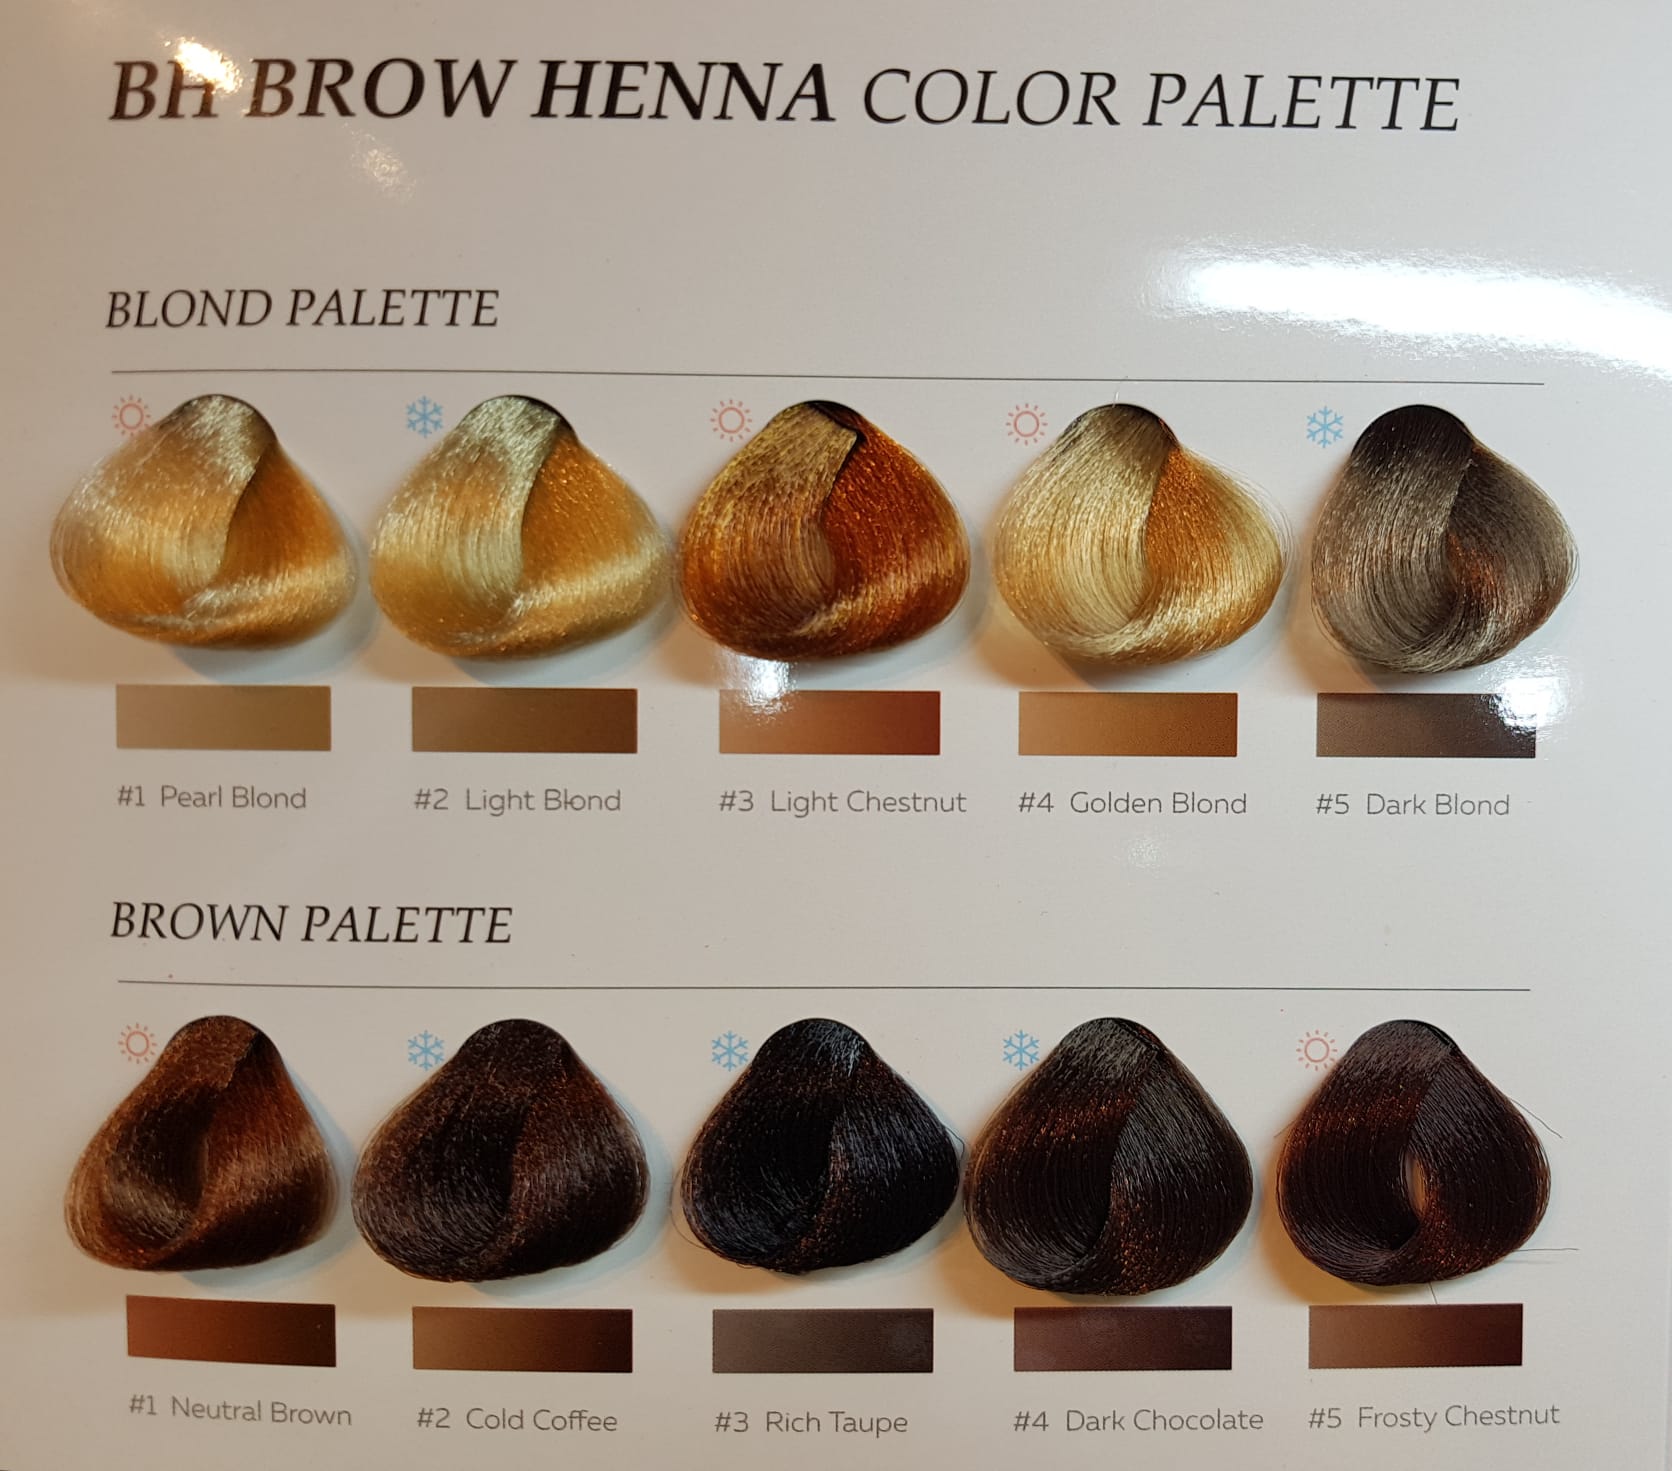 BH BROW HENNA COLOR PALETTE
BLOND PALETTE
#1 Pearl Blond
#2 Light Blond
#3 Light Chestnut
#4 Golden Blond
#5 Dark Blond
BROWN PALETTE
#1 Neutral Brown
#2 Cold Coffee
#3 Rich Taupe
#4 Dark Chocolate
#5 Frosty Chestnut